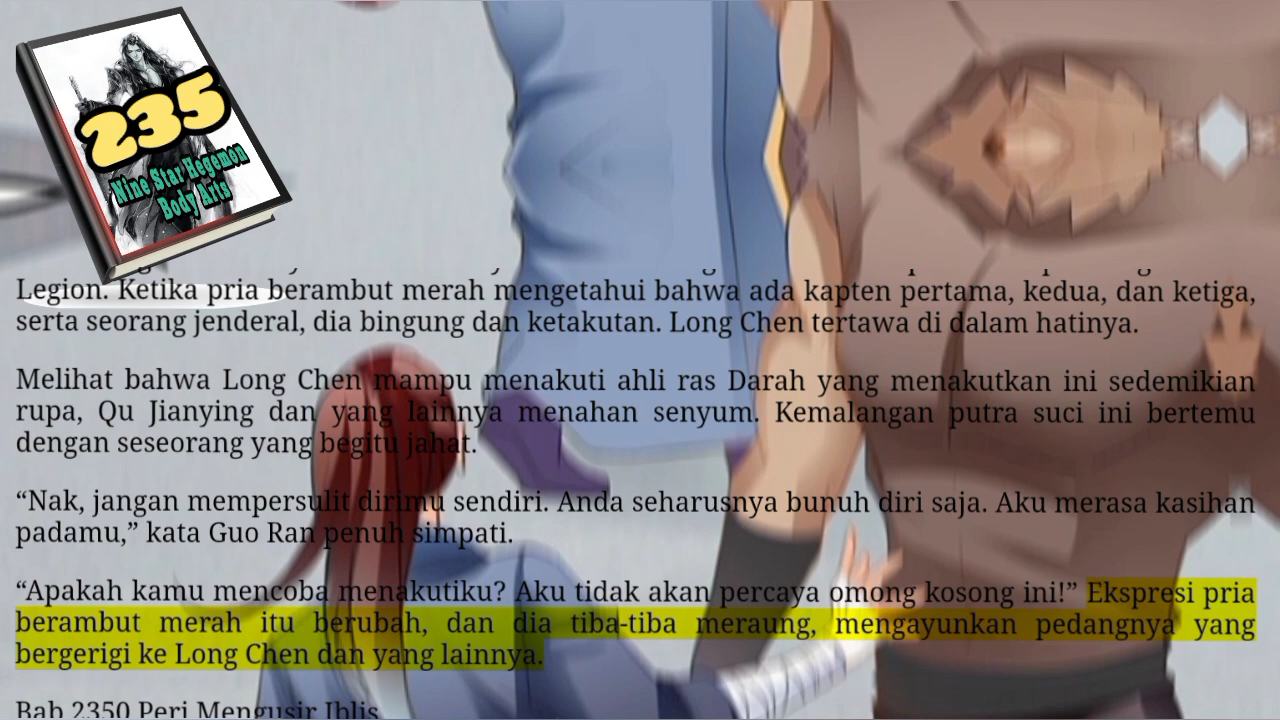 235
Nine Star Hegemon
Body Arts
Legion. Ketika pria berambut merah mengetahui bahwa ada kapten pertama, kedua, dan ketiga,
serta seorang jenderal, dia bingung dan ketakutan. Long Chen tertawa di dalam hatinya.
Melihat bahwa Long Chen mampu menakuti ahli ras Darah yang menakutkan ini sedemikian
rupa, Qu Jianying dan yang lainnya menahan senyum. Kemalangan putra suci ini bertemu
dengan seseorang yang begitu jahat.
“Nak, jangan mempersulit dirimu sendiri. Anda seharusnya bunuh diri saja. Aku merasa kasihan
padamu,” kata Guo Ran penuh simpati.
“Apakah kamu mencoba menakutiku? Aku tidak akan percaya omong kosong ini!” Ekspresi pria
berambut merah itu berubah, dan dia tiba-tiba meraung, mengayunkan pedangnya yang
bergerigi ke Long Chen dan yang lainnya.
Bab 2350 Peri Mengusir Iblis